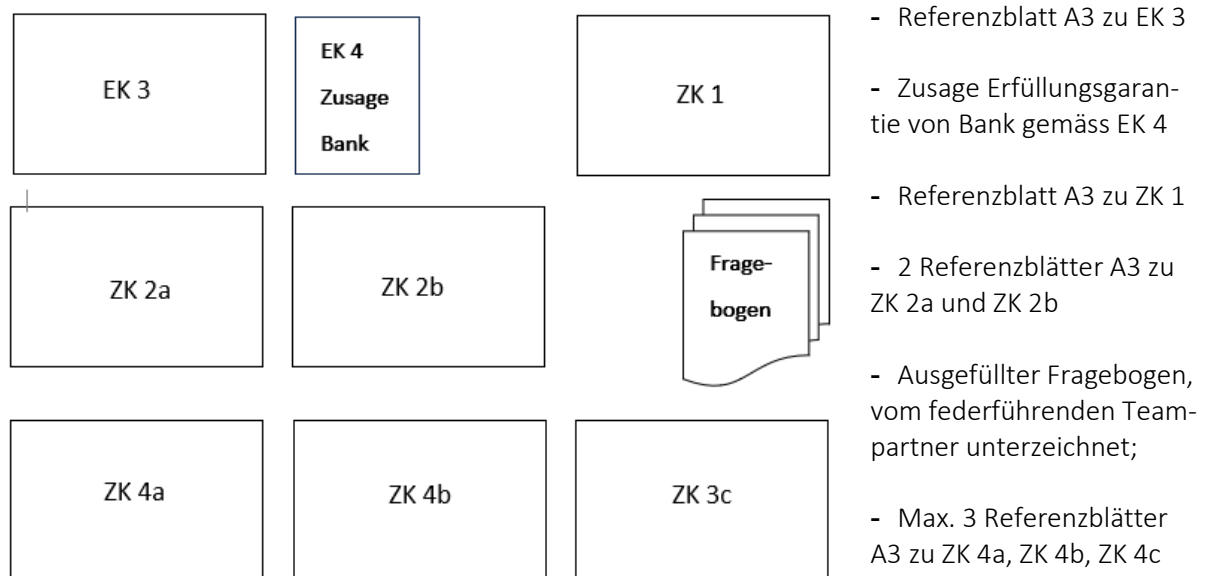 EK 3
EK 4
Zusage
Bank
ZK 1
ZK 2a
ZK 2b
Frage-
bogen
ZK 4a
ZK 4b
ZK 3c
- Referenzblatt A3 zu EK 3
- Zusage Erfüllungsgaran-
tie von Bank gemäss EK 4
- Referenzblatt A3 zu ZK 1
- 2 Referenzblätter A3 zu
ZK 2a und ZK 2b
- Ausgefüllter Fragebogen,
vom federführenden Team-
partner unterzeichnet;
- Max. 3 Referenzblätter
A3 zu ZK 4a, ZK 4b, ZK 4c